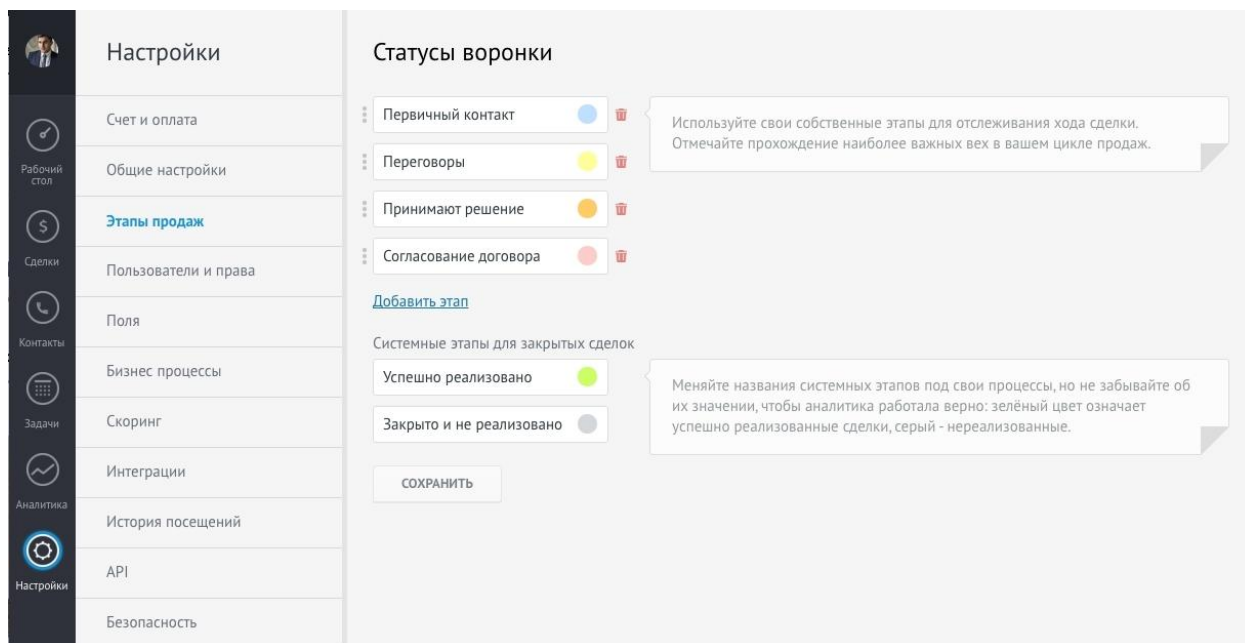 Рабочий
стол
Сделки
Контакты
Задачи
Аналитика
Настройки
Настройки
Счет и оплата
Общие настройки
Этапы продаж
Пользователи и права
Поля
Бизнес процессы
Скоринг
Интеграции
История посещений
API
Безопасность
Статусы воронки
Первичный контакт
Переговоры
Принимают решение
Согласование договора
Добавить этап
Используйте свои собственные этапы для отслеживания хода сделки.
Отмечайте прохождение наиболее важных вех в вашем цикле продаж.
Системные этапы для закрытых сделок
Успешно реализовано
Закрыто и не реализовано
Меняйте названия системных этапов под свои процессы, но не забывайте об
их значении, чтобы аналитика работала верно: зелёный цвет означает
успешно реализованные сделки, серый - нереализованные.
СОХРАНИТЬ